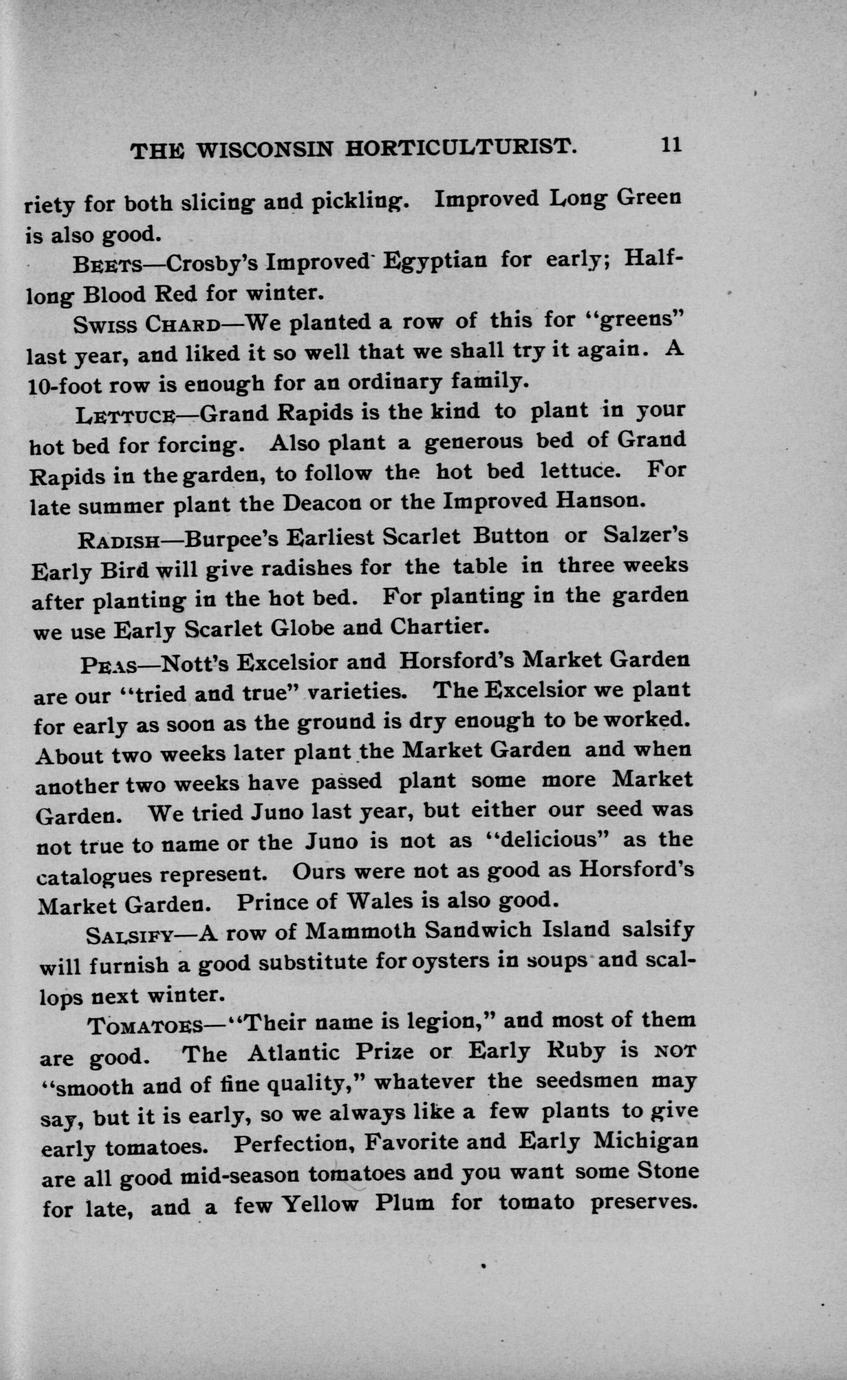 THE WISCONSIN HORTICULTURIST. 11
riety for both slicing and pickling. Improved Long Green
is also good.
BEETS—Crosby's Improved Egyptian for early; Half-
long Blood Red for winter.
SWISS CHARD—We planted a row of this for “greens”
last year, and liked it so well that we shall try it again. A
10-foot row is enough for an ordinary family.
LETTUCE—Grand Rapids is the kind to plant in your
hot bed for forcing. Also plant a generous bed of Grand
Rapids in the garden, to follow the hot bed lettuce. For
late summer plant the Deacon or the Improved Hanson.
RADISH—Burpee's Earliest Scarlet Button or Salzer's
Early Bird will give radishes for the table in three weeks
after planting in the hot bed. For planting in the garden
we use Early Scarlet Globe and Chartier.
PEAS—Nott's Excelsior and Horsford's Market Garden
are our “tried and true” varieties. The Excelsior we plant
for early as soon as the ground is dry enough to be worked.
About two weeks later plant the Market Garden and when
another two weeks have passed plant some more Market
Garden. We tried Juno last year, but either our seed was
not true to name or the Juno is not as “delicious” as the
catalogues represent. Ours were not as good as Horsford's
Market Garden. Prince of Wales is also good.
SALSIFY—A row of Mammoth Sandwich Island salsify
will furnish a good substitute for oysters in soups and scal-
lops next winter.
TOMATOES—“Their name is legion,” and most of them
are good. The Atlantic Prize or Early Ruby is NOT
“smooth and of fine quality,” whatever the seedsmen may
say, but it is early, so we always like a few plants to give
early tomatoes. Perfection, Favorite and Early Michigan
are all good mid-season tomatoes and you want some Stone
for late, and a few Yellow Plum for tomato preserves.